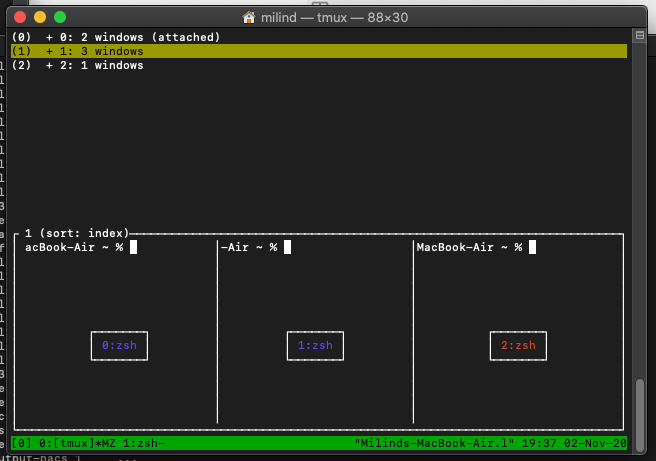 milind — tmux — 88×30
(0)  + 0: 2 windows (attached)
(1)  + 1: 3 windows
(2)  + 2: 1 windows
1 (sort: index)
acBook-Air ~ % -Air ~ % MacBook-Air ~ %
0:zsh 1:zsh 2:zsh
[0] 0:[tmux]*MZ 1:zsh- "Milinds-MacBook-Air.l" 19:37 02-Nov-20